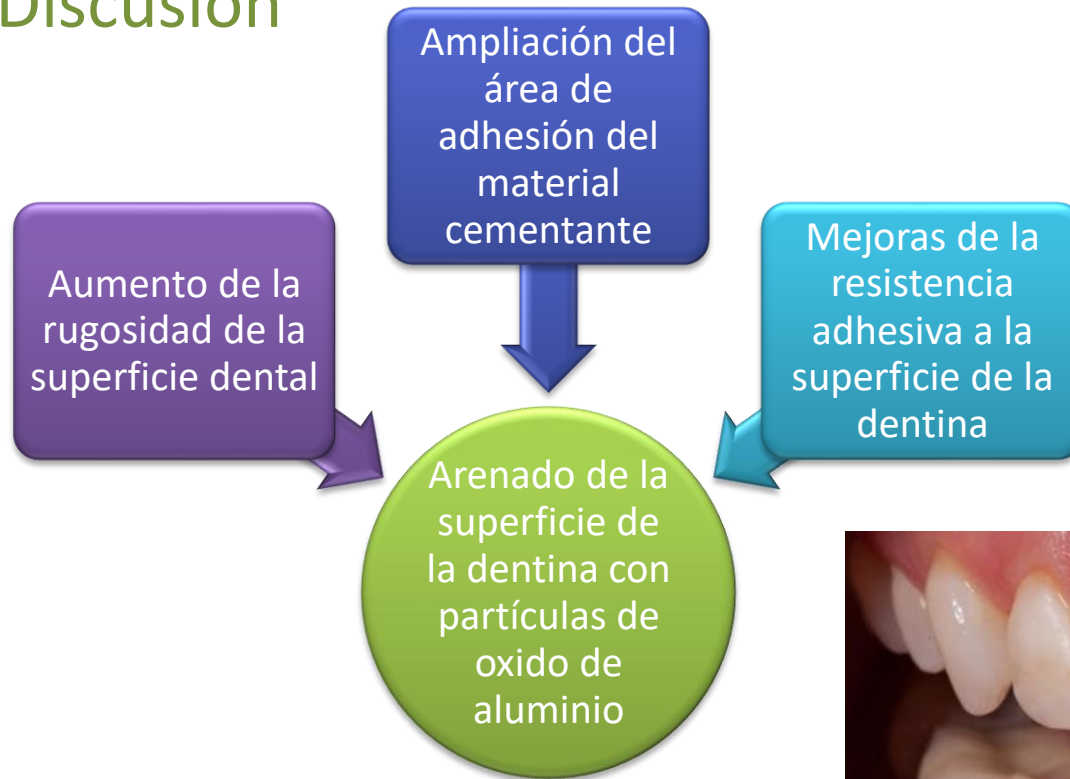 Discusión
Ampliación del
área de
adhesión del
material
cementante
Aumento de la
rugosidad de la
superficie dental
Mejoras de la
resistencia
adhesiva a la
superficie de la
dentina
Arenado de la
superficie de
la dentina con
partículas de
oxido de
aluminio